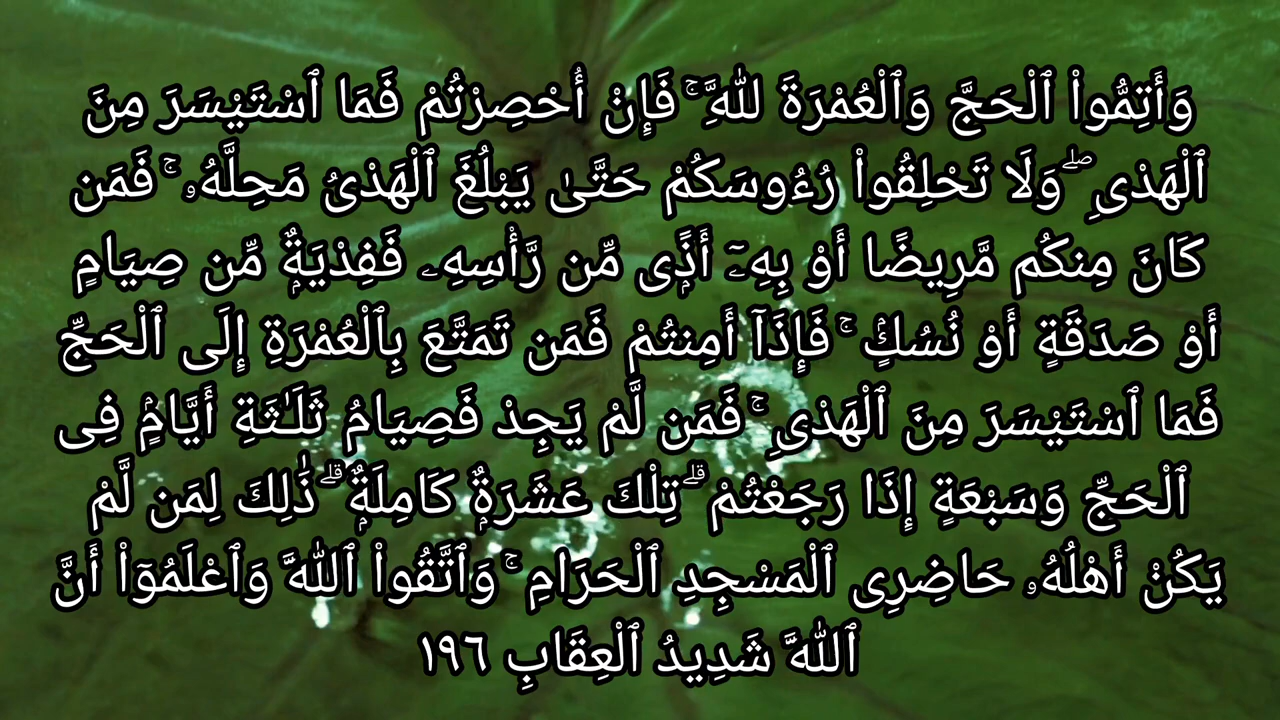 وَأَتِمُّوا۟ ٱلْحَجَّ وَٱلْعُمْرَةَ لِلَّهِ ۚ فَإِنْ أُحْصِرْتُمْ فَمَا ٱسْتَيْسَرَ مِنَ
ٱلْهَدْىِ ۖ وَلَا تَحْلِقُوا۟ رُءُوسَكُمْ حَتَّىٰ يَبْلُغَ ٱلْهَدْىُ مَحِلَّهُۥ ۚ فَمَن
كَانَ مِنكُم مَّرِيضًا أَوْ بِهِۦٓ أَذًۭى مِّن رَّأْسِهِۦ فَفِدْيَةٌۭ مِّن صِيَامٍ
أَوْ صَدَقَةٍ أَوْ نُسُكٍۢ ۚ فَإِذَآ أَمِنتُمْ فَمَن تَمَتَّعَ بِٱلْعُمْرَةِ إِلَى ٱلْحَجِّ
فَمَا ٱسْتَيْسَرَ مِنَ ٱلْهَدْىِ ۚ فَمَن لَّمْ يَجِدْ فَصِيَامُ ثَلَـٰثَةِ أَيَّامٍۢ فِى
ٱلْحَجِّ وَسَبْعَةٍ إِذَا رَجَعْتُمْ ۗ تِلْكَ عَشَرَةٌۭ كَامِلَةٌۭ ۗ ذَٰلِكَ لِمَن لَّمْ
يَكُنْ أَهْلُهُۥ حَاضِرِى ٱلْمَسْجِدِ ٱلْحَرَامِ ۚ وَٱتَّقُوا۟ ٱللَّهَ وَٱعْلَمُوٓا۟ أَنَّ
ٱللَّهَ شَدِيدُ ٱلْعِقَابِ ١٩٦